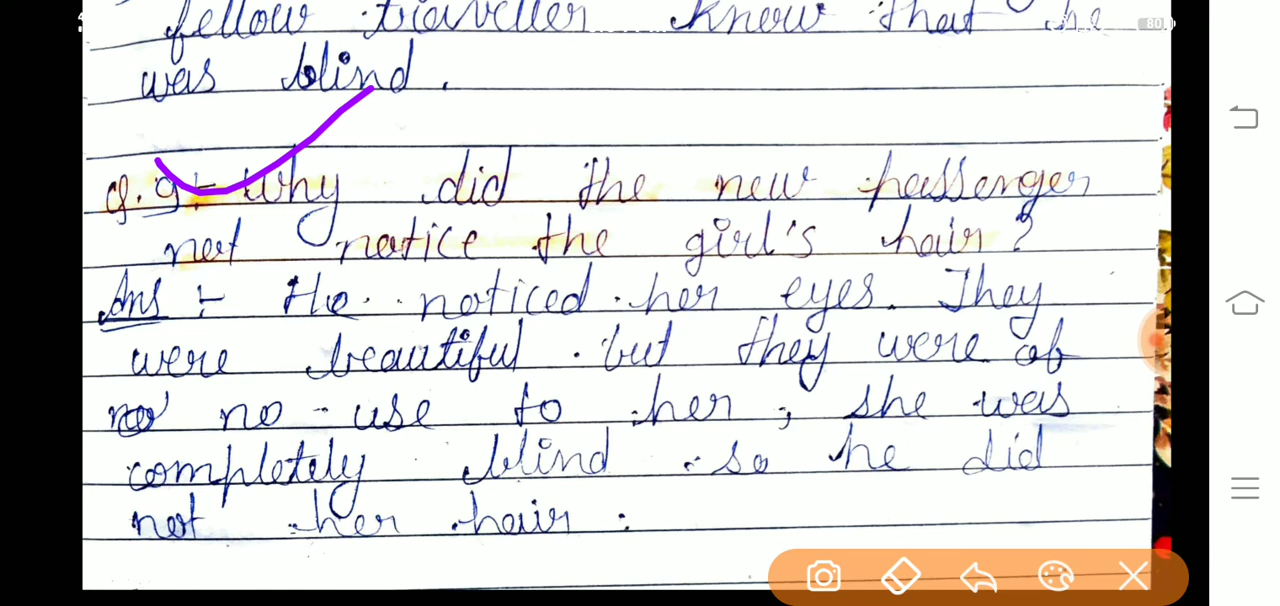 fellow traveller know that he
was blind.
Q.9:- Why did the new passenger
not notice the girl's hair?
Ans :- He noticed her eyes. They
were beautiful but they were of
no no use to her, she was
completely blind so he did
not her hair.
80